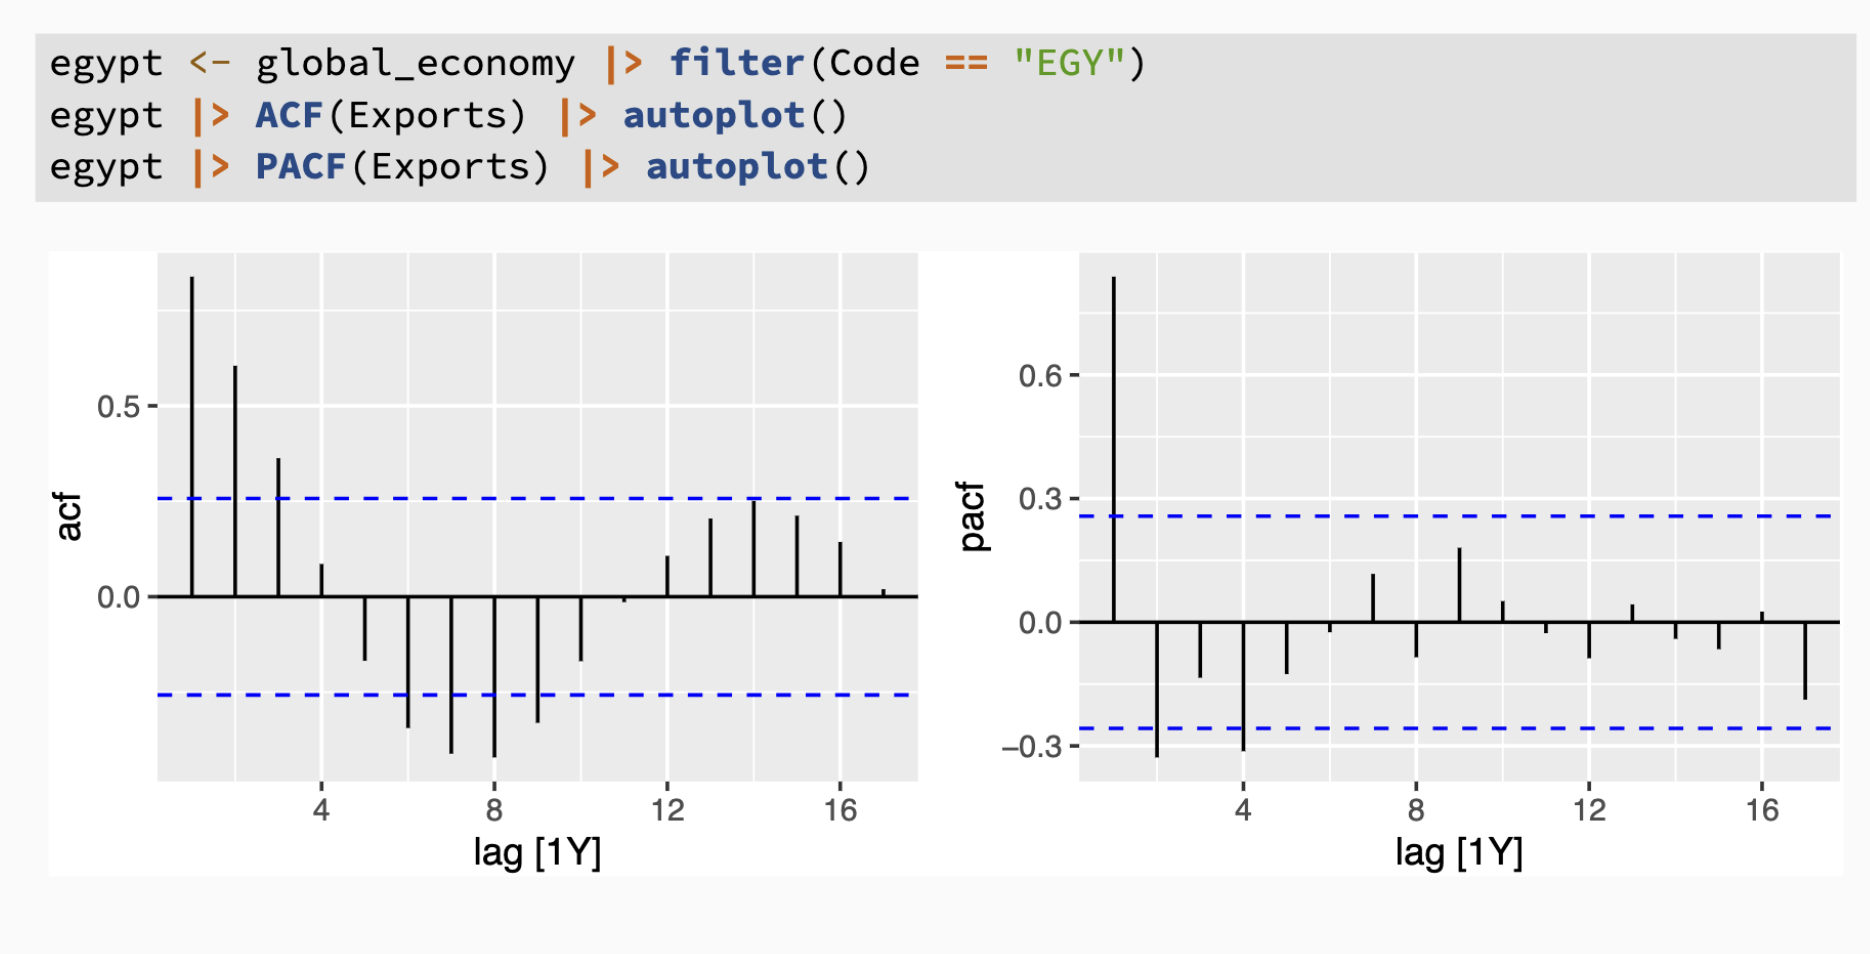 egypt <- global_economy |> filter(Code == "EGY")
egypt |> ACF(Exports) |> autoplot()
egypt |> PACF(Exports) |> autoplot()
acf
0.5
0.0
4 8 12 16
lag [1Y]
pacf
0.6
0.3
0.0
−0.3
4 8 12 16
lag [1Y]